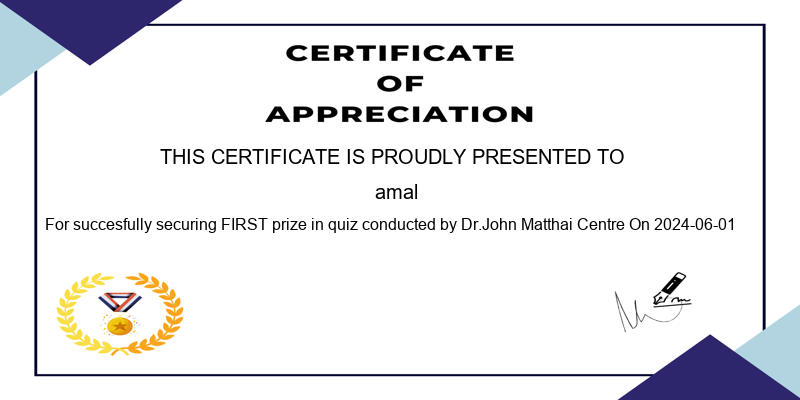 CERTIFICATE
OF
APPRECIATION
THIS CERTIFICATE IS PROUDLY PRESENTED TO
amal
For succesfully securing FIRST prize in quiz conducted by Dr.John Matthai Centre On 2024-06-01